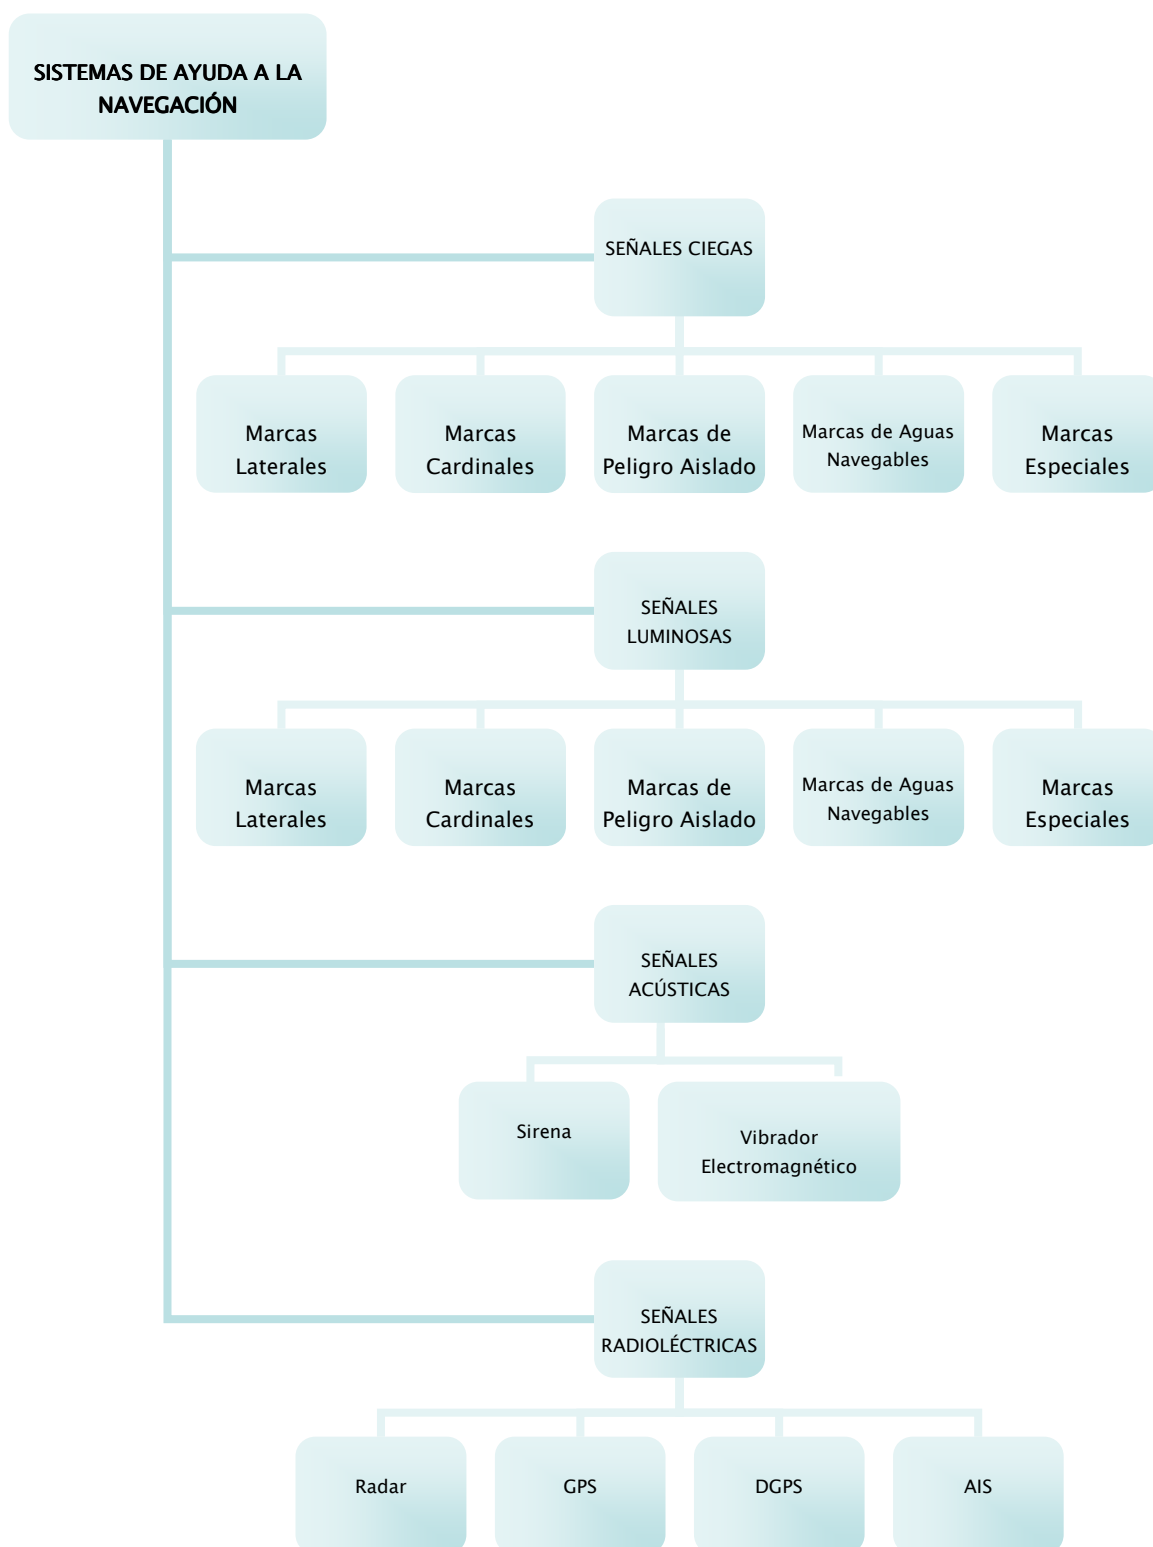 SISTEMAS DE AYUDA A LA
NAVEGACIÓN
SEÑALES CIEGAS
Marcas
Laterales
Marcas
Cardinales
Marcas de
Peligro Aislado
Marcas de Aguas
Navegables
Marcas
Especiales
SEÑALES
LUMINOSAS
Marcas
Laterales
Marcas
Cardinales
Marcas de
Peligro Aislado
Marcas de Aguas
Navegables
Marcas
Especiales
SEÑALES
ACÚSTICAS
Sirena
Vibrador
Electromagnético
SEÑALES
RADIOLÉCTRICAS
Radar
GPS
DGPS
AIS